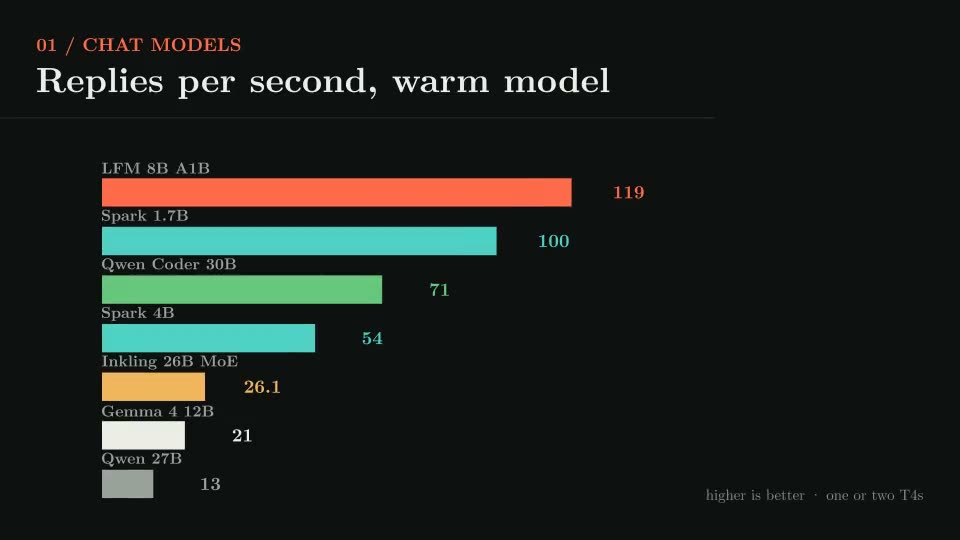 01 / CHAT MODELS
Replies per second, warm model
LFM 8B A1B
119
Spark 1.7B
100
Qwen Coder 30B
71
Spark 4B
54
Inkling 26B MoE
26.1
Gemma 4 12B
21
Qwen 27B
13
higher is better · one or two T4s